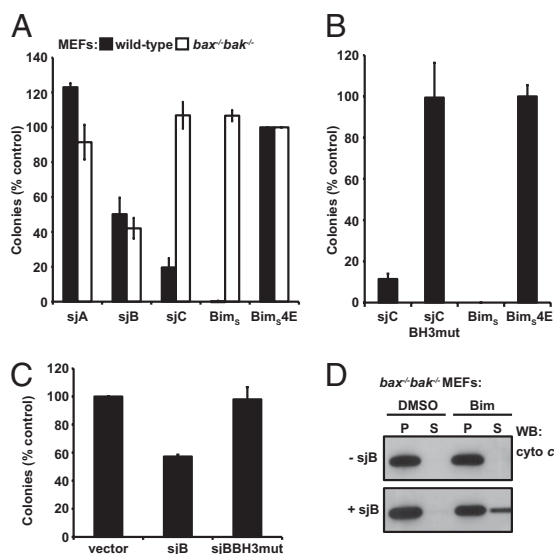 A
MEFs: wild-type bax-/-bak-/-
Colonies (% control)
140
120
100
80
60
40
20
0
sjA sjB sjC BimS BimS4E
B
Colonies (% control)
120
100
80
60
40
20
0
sjC sjC BimS BimS4E
BH3mut
C
Colonies (% control)
120
100
80
60
40
20
0
vector sjB sjBBH3mut
D
bax-/-bak-/- MEFs:
DMSO Bim
P S P S WB:
cyto c
- sjB
+ sjB